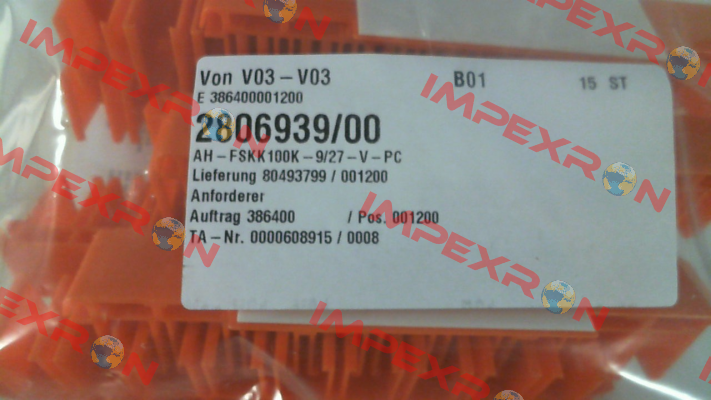 Von V03-V03 B01 15 ST
E 386400001200
2806939/00
AH-FSKK100K-9/27-V-PC
Lieferung 80493799 / 001200
Anforderer
Auftrag 386400 / Pos. 001200
TA-Nr. 0000608915 / 0008
IMPEXRON
IMPEXRON
IMPEXRON
IMPEXRON
IMPEXRON